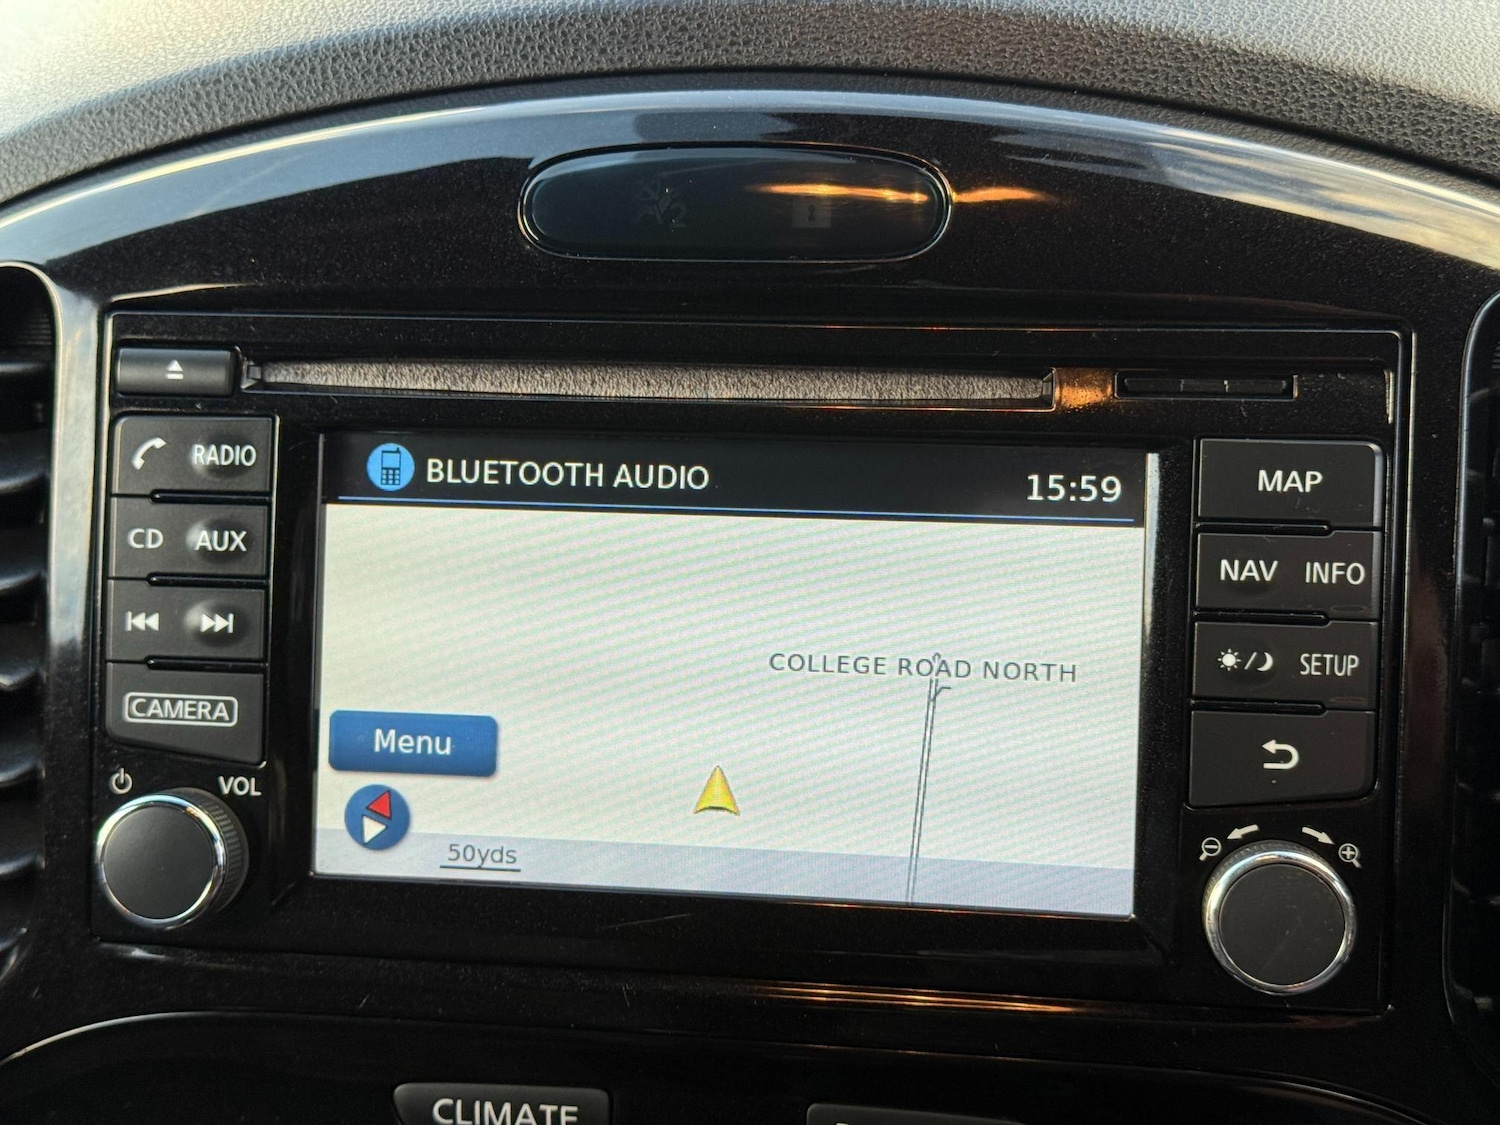 RADIO
CD AUX
CAMERA
VOL
BLUETOOTH AUDIO 15:59
COLLEGE ROAD NORTH
Menu
50yds
MAP
NAV INFO
SETUP
CLIMATE